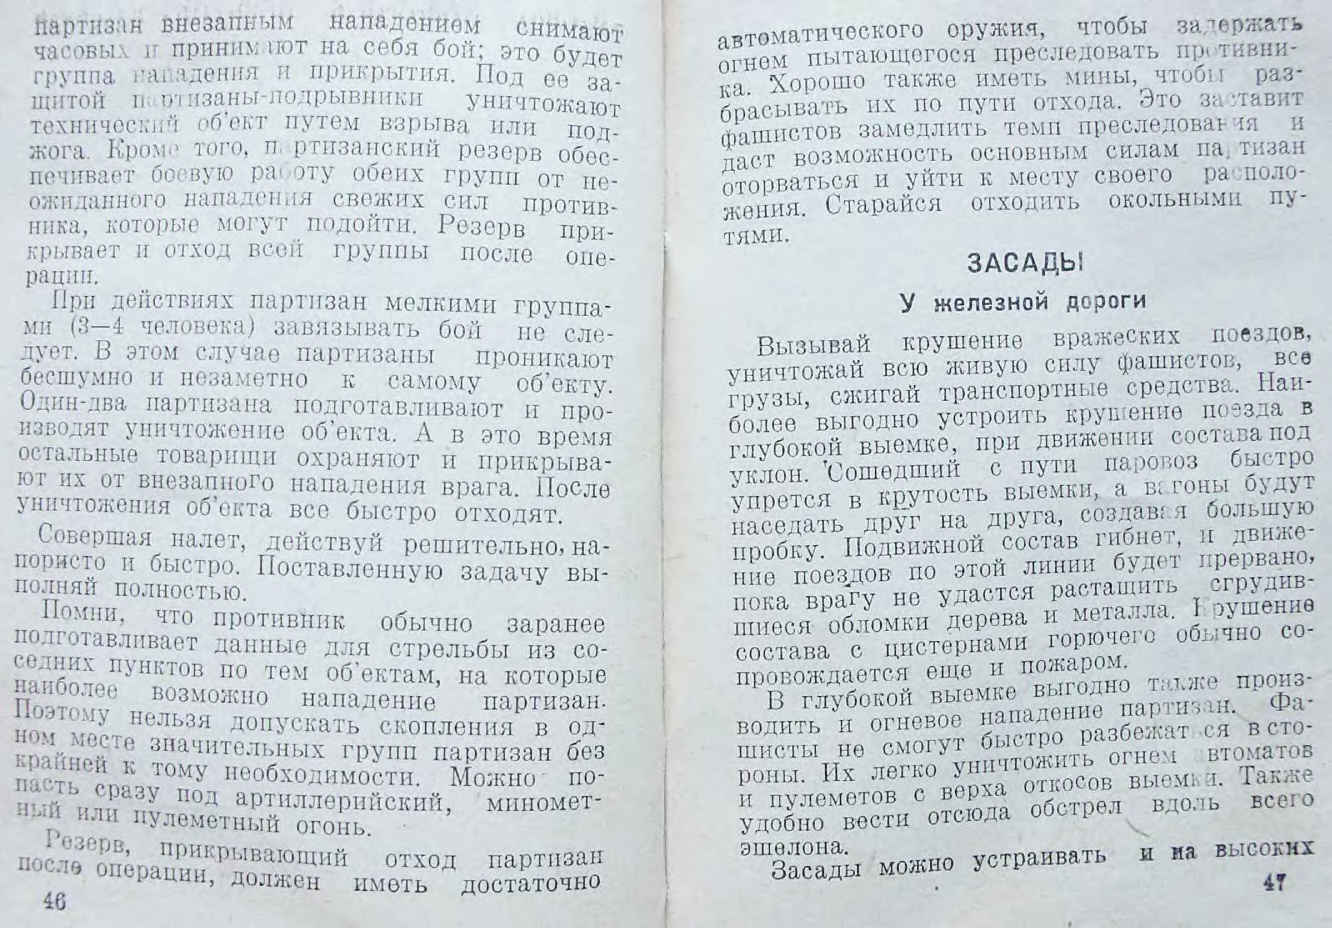 партизан внезапным нападением снимают
часовых и принимают на себя бой; это будет
группа нападения и прикрытия. Под ее за-
щитой партизаны-подрывники уничтожают
технический об'ект путем взрыва или под-
жога. Кроме того, партизанский резерв обес-
печивает боевую работу обеих групп от не-
ожиданного нападения свежих сил против-
ника, которые могут подойти. Резерв при-
крывает и отход всей группы после опе-
рации.
При действиях партизан мелкими группа-
ми (3—4 человека) завязывать бой не сле-
дует. В этом случае партизаны проникают
бесшумно и незаметно к самому об'екту.
Один-два партизана подготавливают и про-
изводят уничтожение об'екта. А в это время
остальные товарищи охраняют и прикрыва-
ют их от внезапного нападения врага. После
уничтожения об'екта все быстро отходят.
Совершая налет, действуй решительно, на-
пористо и быстро. Поставленную задачу вы-
полняй полностью.
Помни, что противник обычно заранее
подготавливает данные для стрельбы из со-
седних пунктов по тем об'ектам, на которые
наиболее возможно нападение партизан.
Поэтому нельзя допускать скопления в од-
ном месте значительных групп партизан без
крайней к тому необходимости. Можно по-
пасть сразу под артиллерийский, миномет-
ный или пулеметный огонь.
Резерв, прикрывающий отход партизан
после операции, должен иметь достаточно
46
автоматического оружия, чтобы задержать
огнем пытающегося преследовать противни-
ка. Хорошо также иметь мины, чтобы раз-
брасывать их по пути отхода. Это заставит
фашистов замедлить темп преследования и
даст возможность основным силам партизан
оторваться и уйти к месту своего располо-
жения. Старайся отходить окольными пу-
тями.
ЗАСАДЫ
У железной дороги
Вызывай крушение вражеских поездов,
уничтожай всю живую силу фашистов, все
грузы, сжигай транспортные средства. Наи-
более выгодно устроить крушение поезда в
глубокой выемке, при движении состава под
уклон. Сошедший с пути паровоз быстро
упрется в крутость выемки, а вагоны будут
наседать друг на друга, создавая большую
пробку. Подвижной состав гибнет, и движе-
ние поездов по этой линии будет прервано,
пока врагу не удастся растащить сгрудив-
шиеся обломки дерева и металла. Крушение
состава с цистернами горючего обычно со-
провождается еще и пожаром.
В глубокой выемке выгодно также произ-
водить и огневое нападение партизан. Фа-
шисты не смогут быстро разбежаться в сто-
роны. Их легко уничтожить огнем автоматов
и пулеметов с верха откосов выемки. Также
удобно вести отсюда обстрел вдоль всего
эшелона.
Засады можно устраивать и на высоких
47